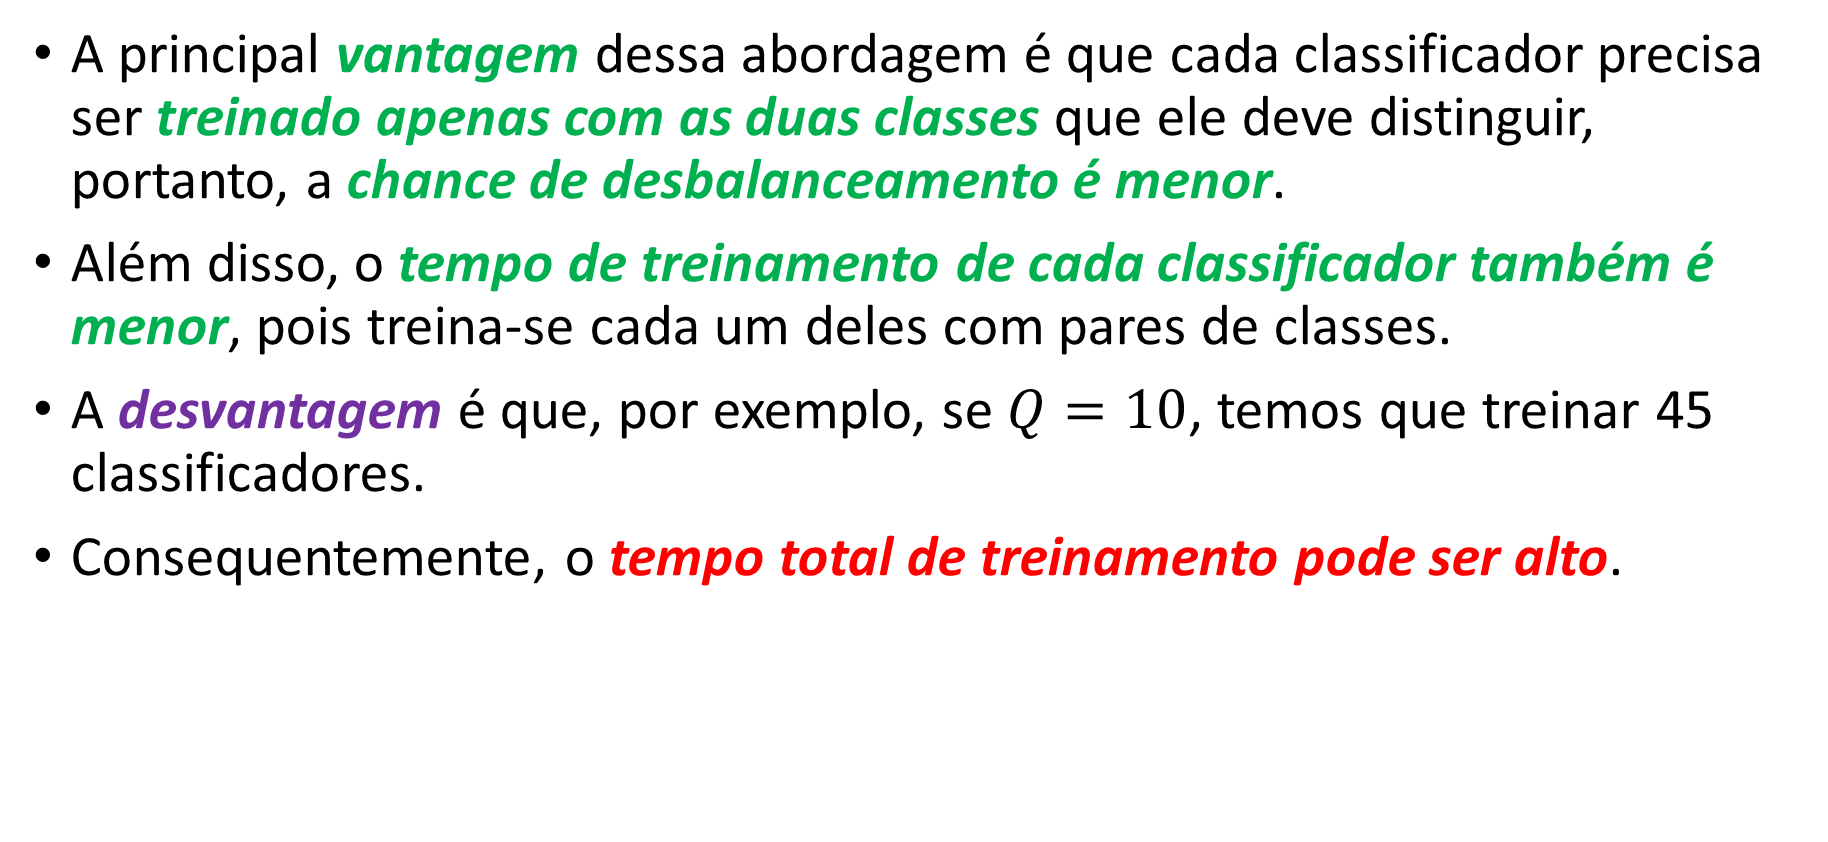 • A principal vantagem dessa abordagem é que cada classificador precisa
ser treinado apenas com as duas classes que ele deve distinguir,
portanto, a chance de desbalanceamento é menor.
• Além disso, o tempo de treinamento de cada classificador também é
menor, pois treina-se cada um deles com pares de classes.
• A desvantagem é que, por exemplo, se Q = 10, temos que treinar 45
classificadores.
• Consequentemente, o tempo total de treinamento pode ser alto.